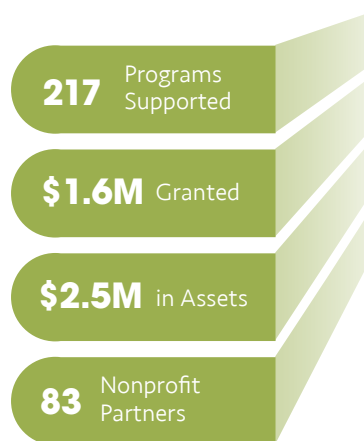 217 Programs
Supported
$1.6M Granted
$2.5M in Assets
83 Nonprofit
Partners